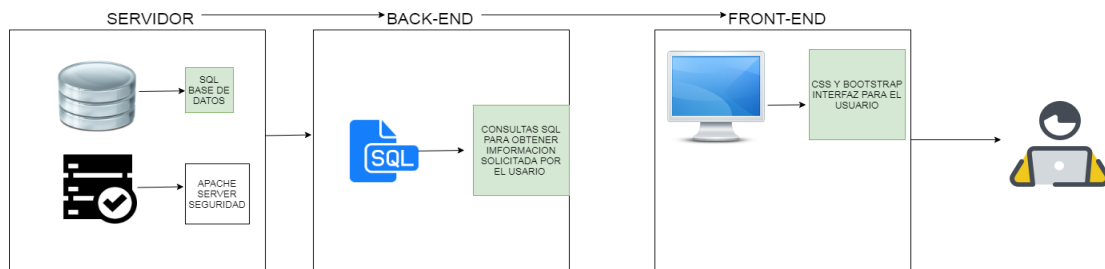 SERVIDOR
BACK-END
FRONT-END
SQL
BASE DE
DATOS
APACHE
SERVER
SEGURIDAD
SQL
CONSULTAS SQL
PARA OBTENER
IMFORMACION
SOLICITADA POR
EL USARIO
CSS Y BOOTSTRAP
INTERFAZ PARA EL
USUARIO